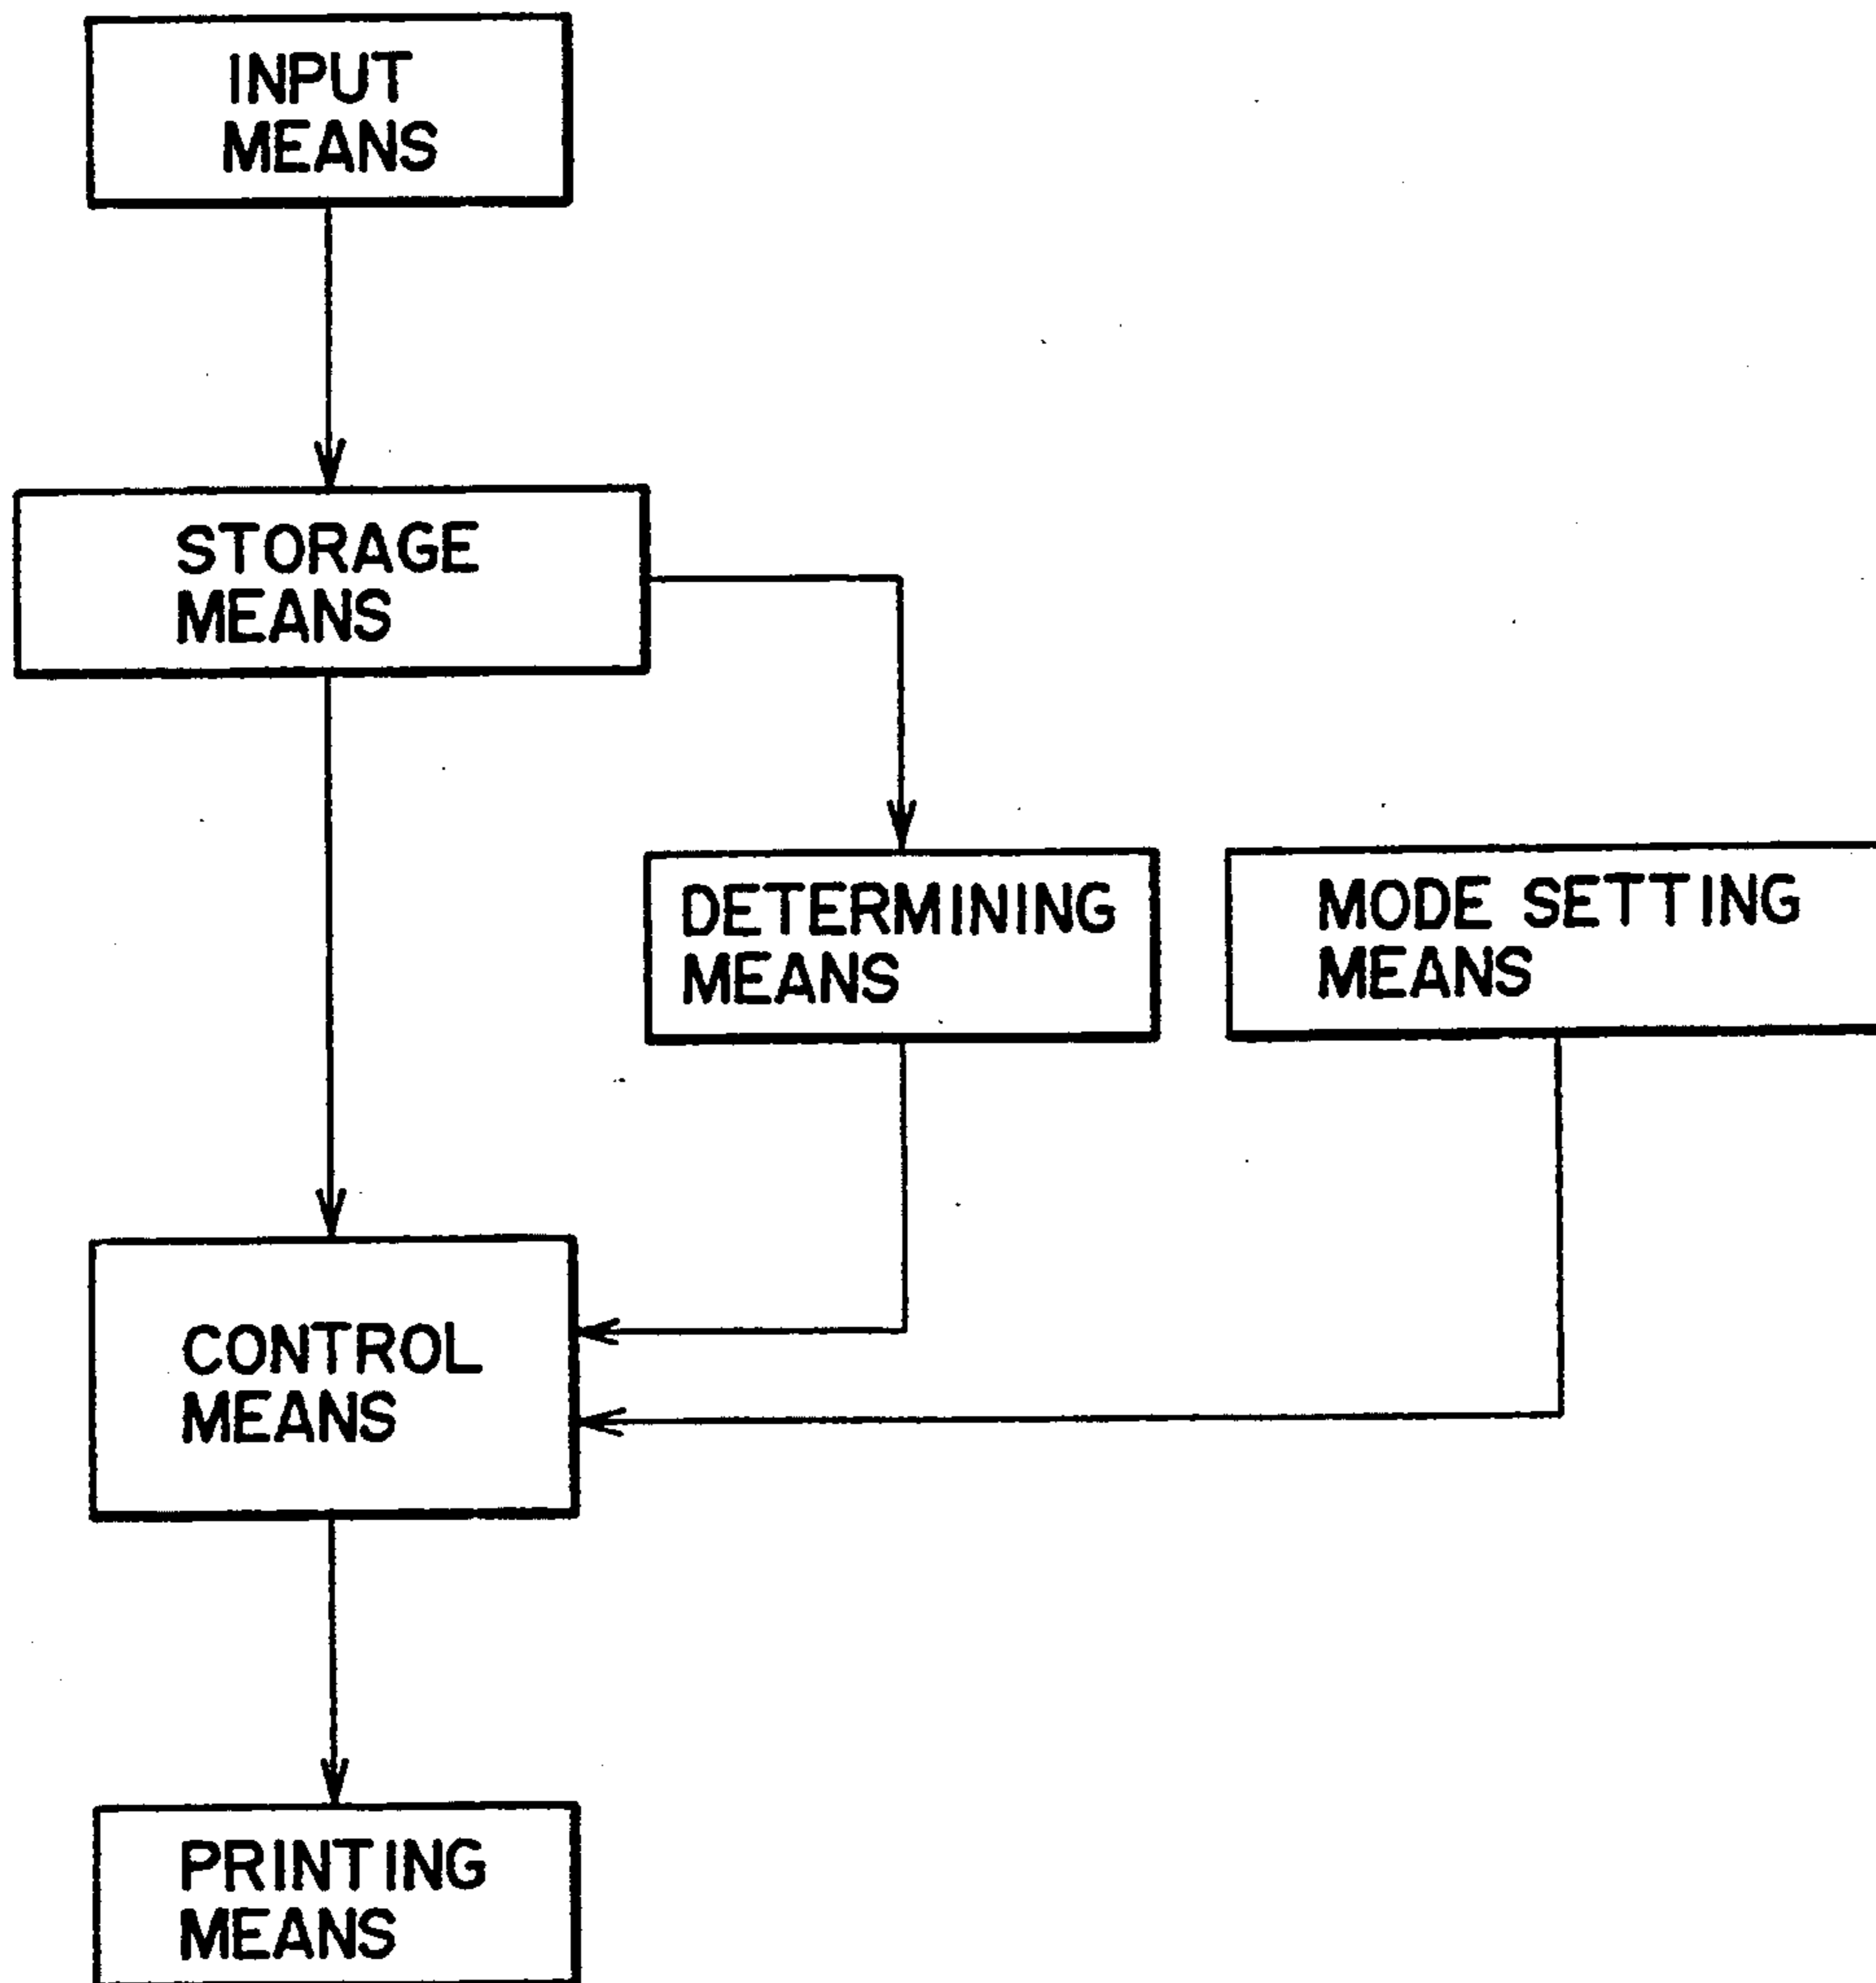 INPUT
MEANS
STORAGE
MEANS
DETERMINING
MEANS
MODE SETTING
MEANS
CONTROL
MEANS
PRINTING
MEANS